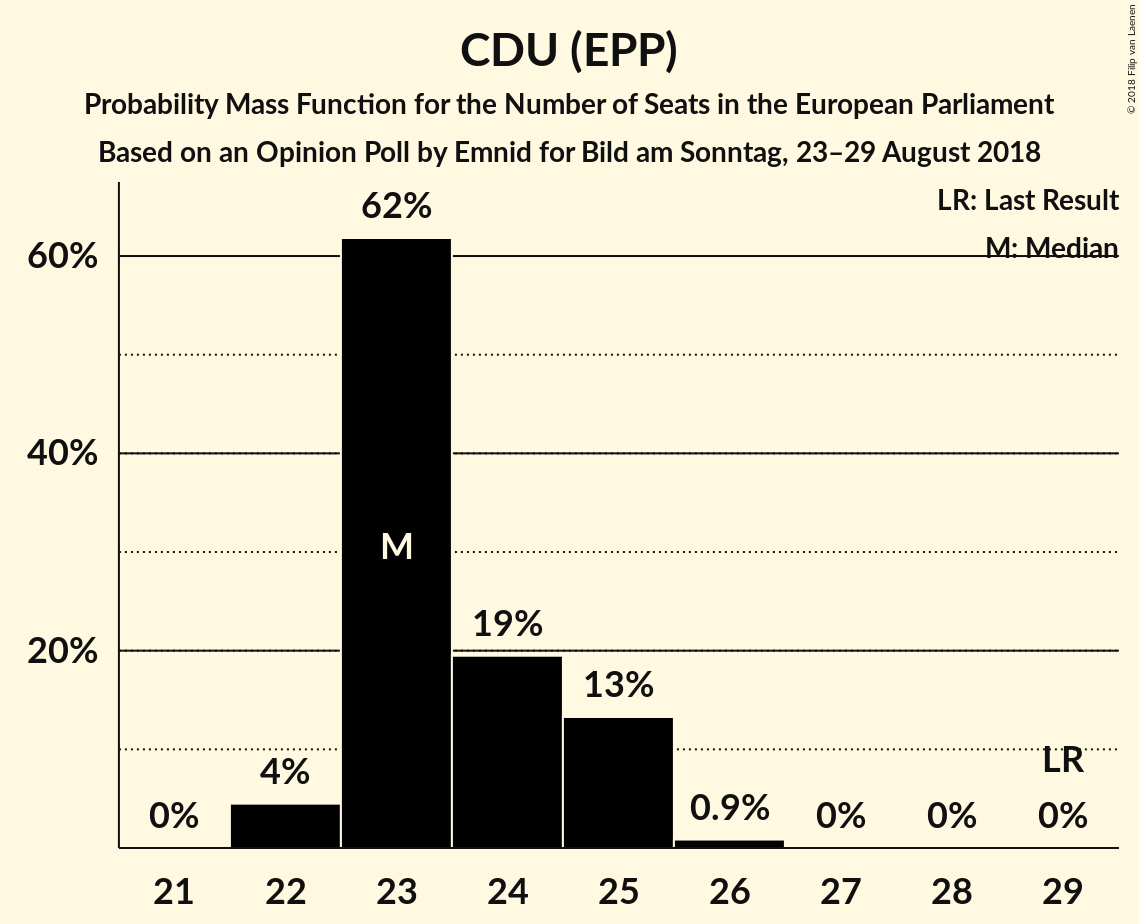 CDU (EPP)
Probability Mass Function for the Number of Seats in the European Parliament
Based on an Opinion Poll by Emnid for Bild am Sonntag, 23–29 August 2018
© 2018 Filip van Laenen
LR: Last Result
M: Median
60%
40%
20%
0%
4%
62%
M
19%
13%
0.9%
0%
0%
LR
0%
21 22 23 24 25 26 27 28 29